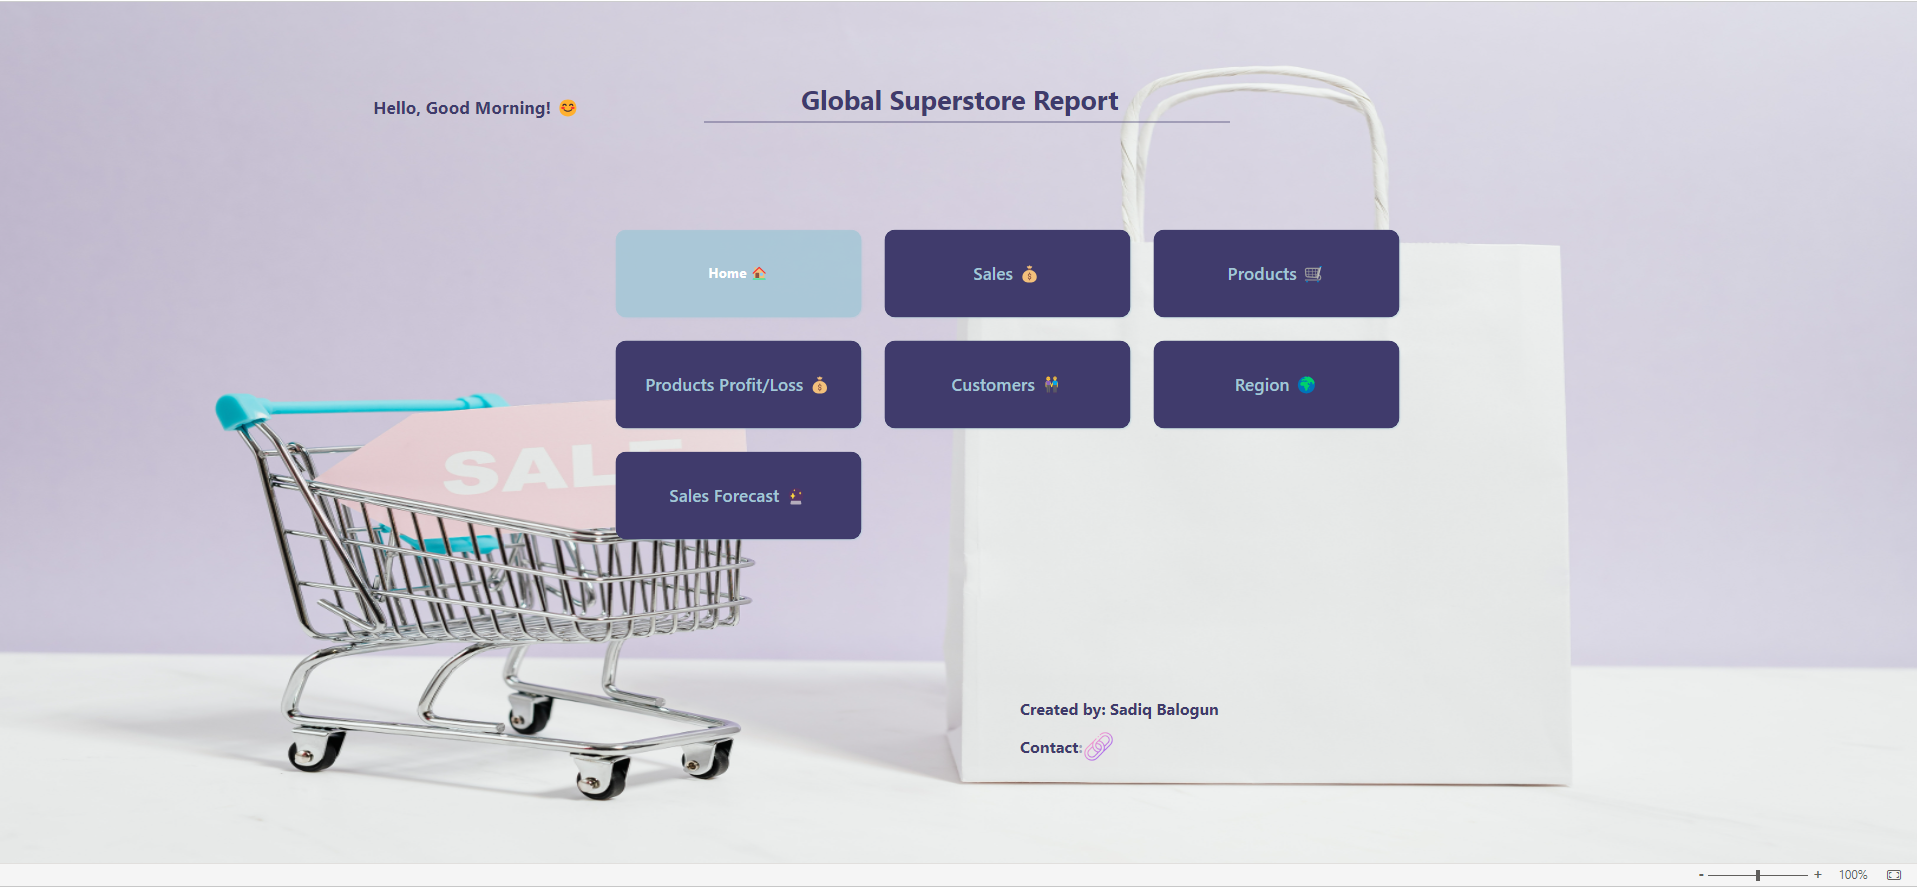 Hello, Good Morning! 😊
Global Superstore Report
Home 🏠
Sales 💰
Products 🛒
Products Profit/Loss 💰
Customers 👫
Region 🌍
SALE
Sales Forecast
Created by: Sadiq Balogun
Contact:
- + 100%